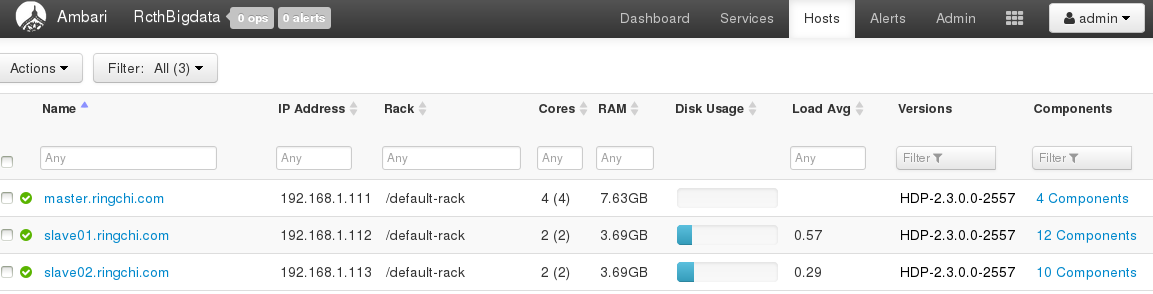 Ambari RcthBigdata 0 ops 0 alerts Dashboard Services Hosts Alerts Admin admin
Actions Filter: All (3)
Name IP Address Rack Cores RAM Disk Usage Load Avg Versions Components
Any Any Any Any Any Any Filter Filter
master.ringchi.com 192.168.1.111 /default-rack 4 (4) 7.63GB HDP-2.3.0.0-2557 4 Components
slave01.ringchi.com 192.168.1.112 /default-rack 2 (2) 3.69GB 0.57 HDP-2.3.0.0-2557 12 Components
slave02.ringchi.com 192.168.1.113 /default-rack 2 (2) 3.69GB 0.29 HDP-2.3.0.0-2557 10 Components